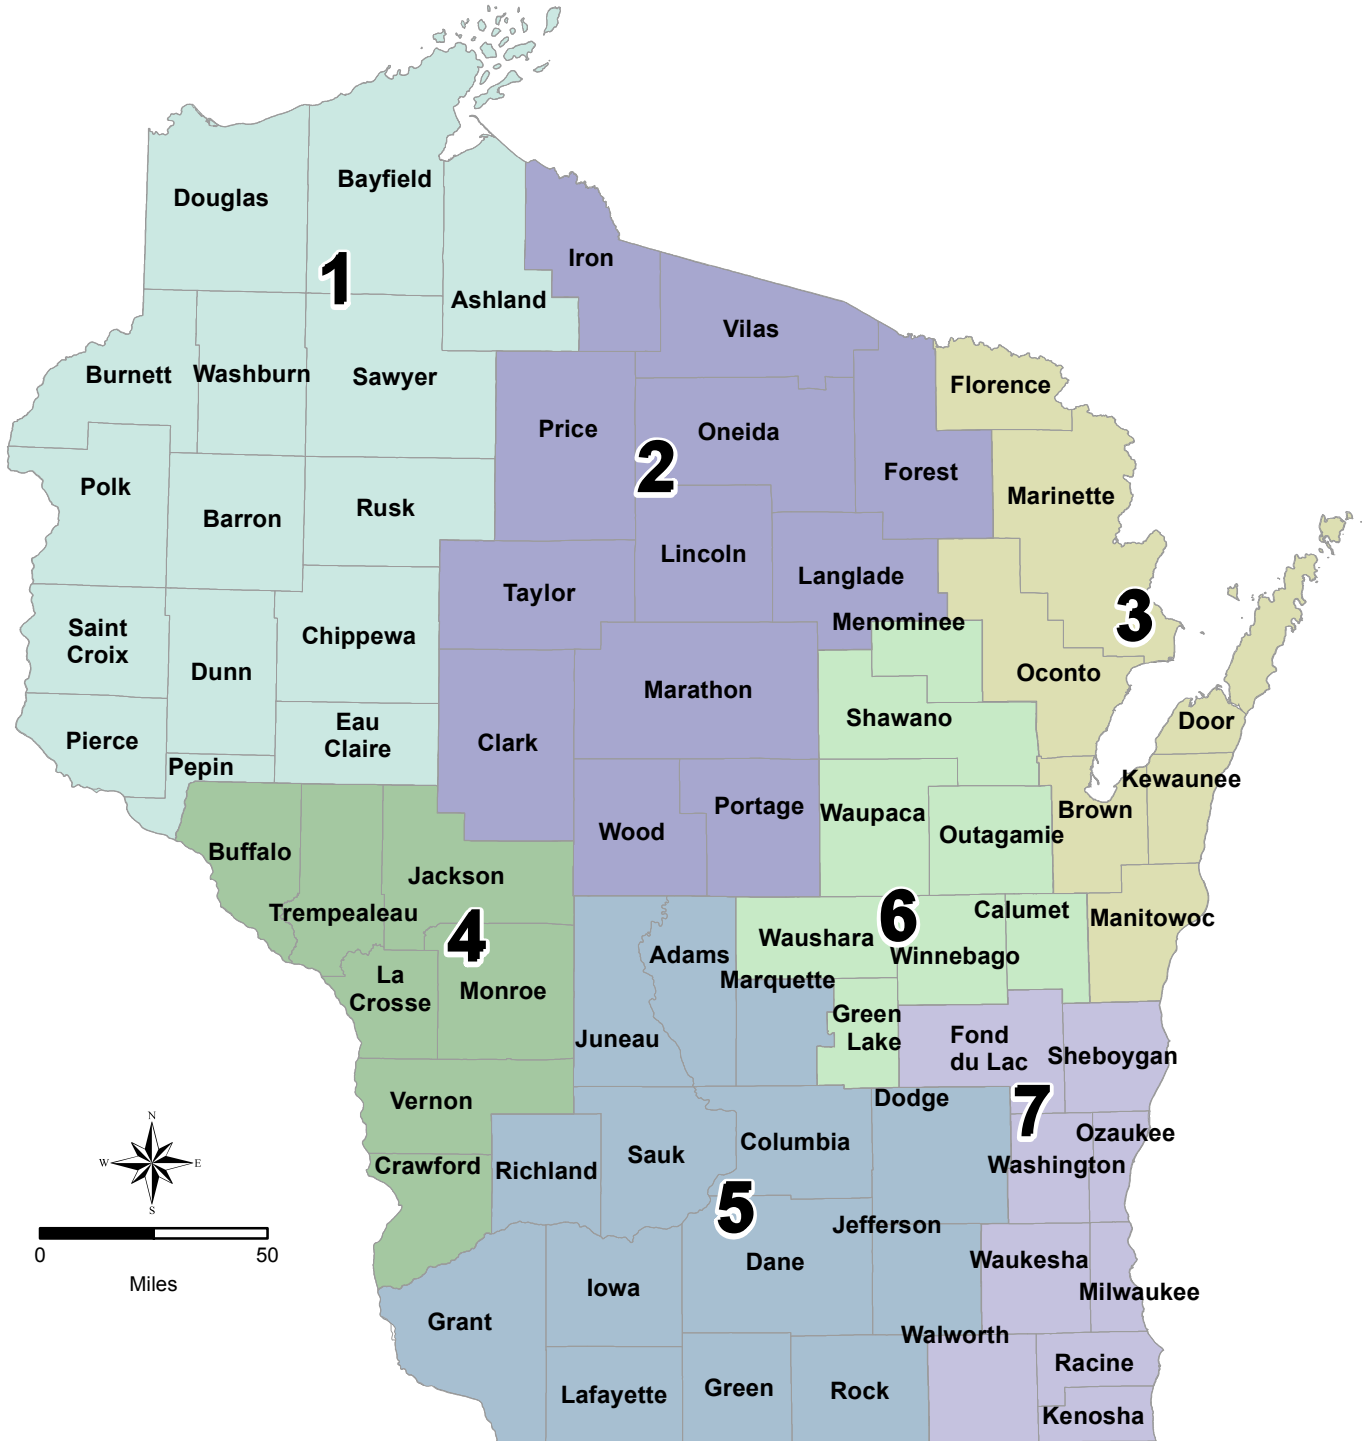 Douglas
Bayfield
Iron
1
Ashland
Vilas
Burnett
Washburn
Sawyer
Florence
Price
Oneida
2
Forest
Polk
Marinette
Barron
Rusk
Lincoln
Langlade
Taylor
3
Menominee
Saint
Croix
Chippewa
Dunn
Oconto
Marathon
Shawano
Door
Eau
Claire
Pierce
Clark
Pepin
Kewaunee
Portage
Waupaca
Brown
Wood
Outagamie
Buffalo
Jackson
Trempealeau
Calumet
6
Manitowoc
4
Waushara
Adams
Winnebago
La
Crosse
Marquette
Monroe
Green
Lake
Juneau
Fond
du Lac
Sheboygan
Vernon
Dodge
7
N
W
E
S
Ozaukee
Columbia
Sauk
Crawford
Richland
Washington
5
Jefferson
0
50
Miles
Dane
Waukesha
Iowa
Milwaukee
Grant
Walworth
Racine
Lafayette
Green
Rock
Kenosha